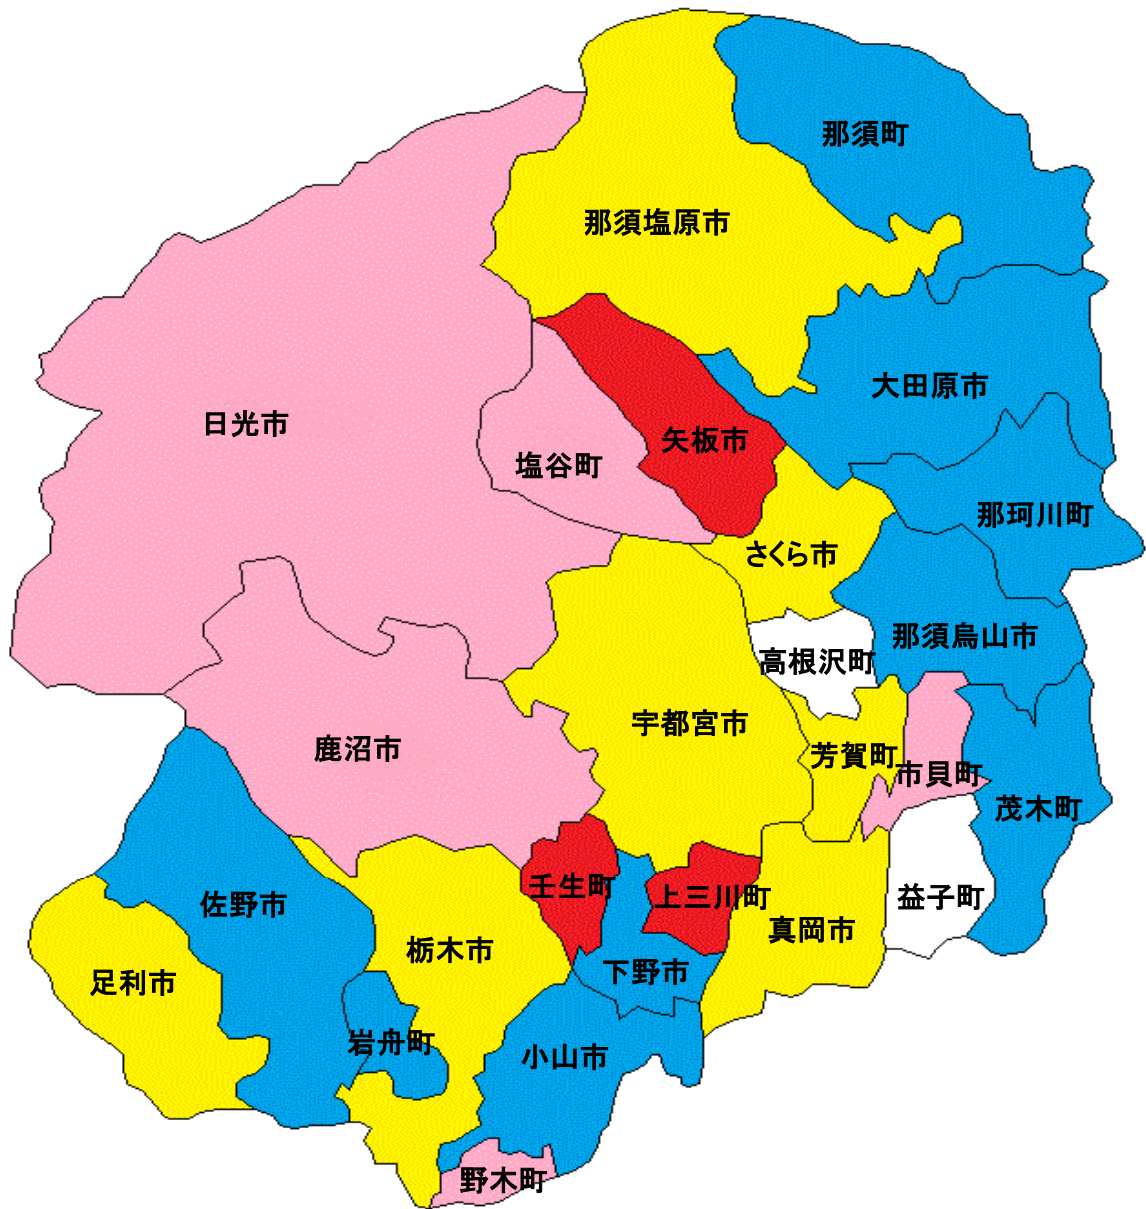 那須町
那須塩原市
大田原市
日光市
矢板市
塩谷町
那珂川町
さくら市
那須烏山市
高根沢町
宇都宮市
鹿沼市
芳賀町
市貝町
茂木町
壬生町
上三川町
益子町
佐野市
真岡市
栃木市
下野市
足利市
岩舟町
小山市
野木町